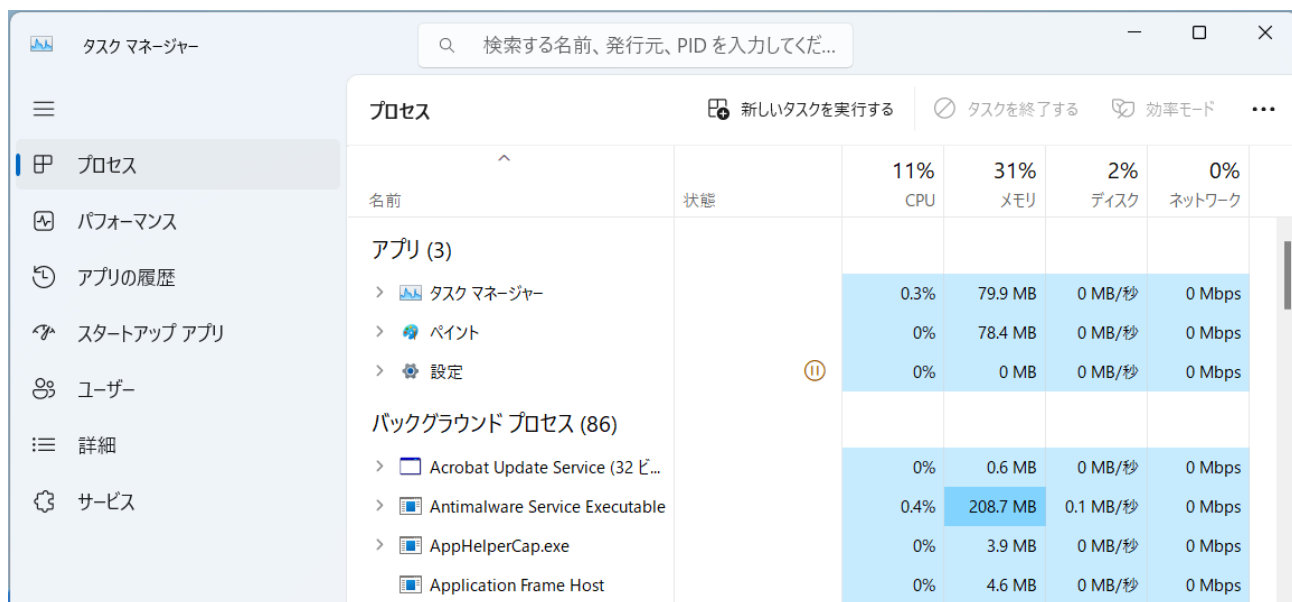 タスク マネージャー
検索する名前、発行元、PID を入力してくだ...
プロセス
パフォーマンス
アプリの履歴
スタートアップ アプリ
ユーザー
詳細
サービス
プロセス 新しいタスクを実行する タスクを終了する 効率モード
11% 31% 2% 0%
名前 状態 CPU メモリ ディスク ネットワーク
アプリ (3)
タスク マネージャー 0.3% 79.9 MB 0 MB/秒 0 Mbps
ペイント 0% 78.4 MB 0 MB/秒 0 Mbps
設定 0% 0 MB 0 MB/秒 0 Mbps
バックグラウンド プロセス (86)
Acrobat Update Service (32 ビ... 0% 0.6 MB 0 MB/秒 0 Mbps
Antimalware Service Executable 0.4% 208.7 MB 0.1 MB/秒 0 Mbps
AppHelperCap.exe 0% 3.9 MB 0 MB/秒 0 Mbps
Application Frame Host 0% 4.6 MB 0 MB/秒 0 Mbps